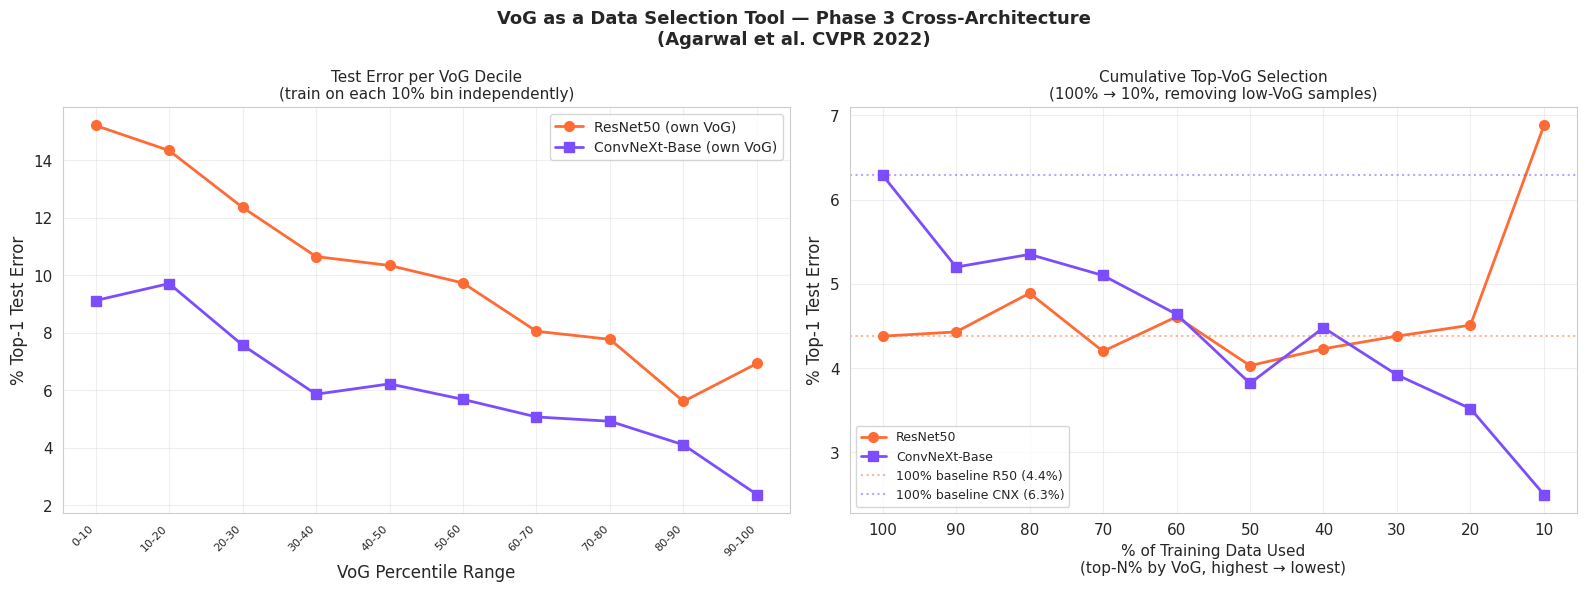 VoG as a Data Selection Tool — Phase 3 Cross-Architecture
(Agarwal et al. CVPR 2022)
Test Error per VoG Decile
(train on each 10% bin independently)
% Top-1 Test Error
14
12
10
8
6
4
2
ResNet50 (own VoG)
ConvNeXt-Base (own VoG)
0-10
10-20
20-30
30-40
40-50
50-60
60-70
70-80
80-90
90-100
VoG Percentile Range
Cumulative Top-VoG Selection
(100% → 10%, removing low-VoG samples)
% Top-1 Test Error
7
6
5
4
3
ResNet50
ConvNeXt-Base
100% baseline R50 (4.4%)
100% baseline CNX (6.3%)
100
90
80
70
60
50
40
30
20
10
% of Training Data Used
(top-N% by VoG, highest → lowest)